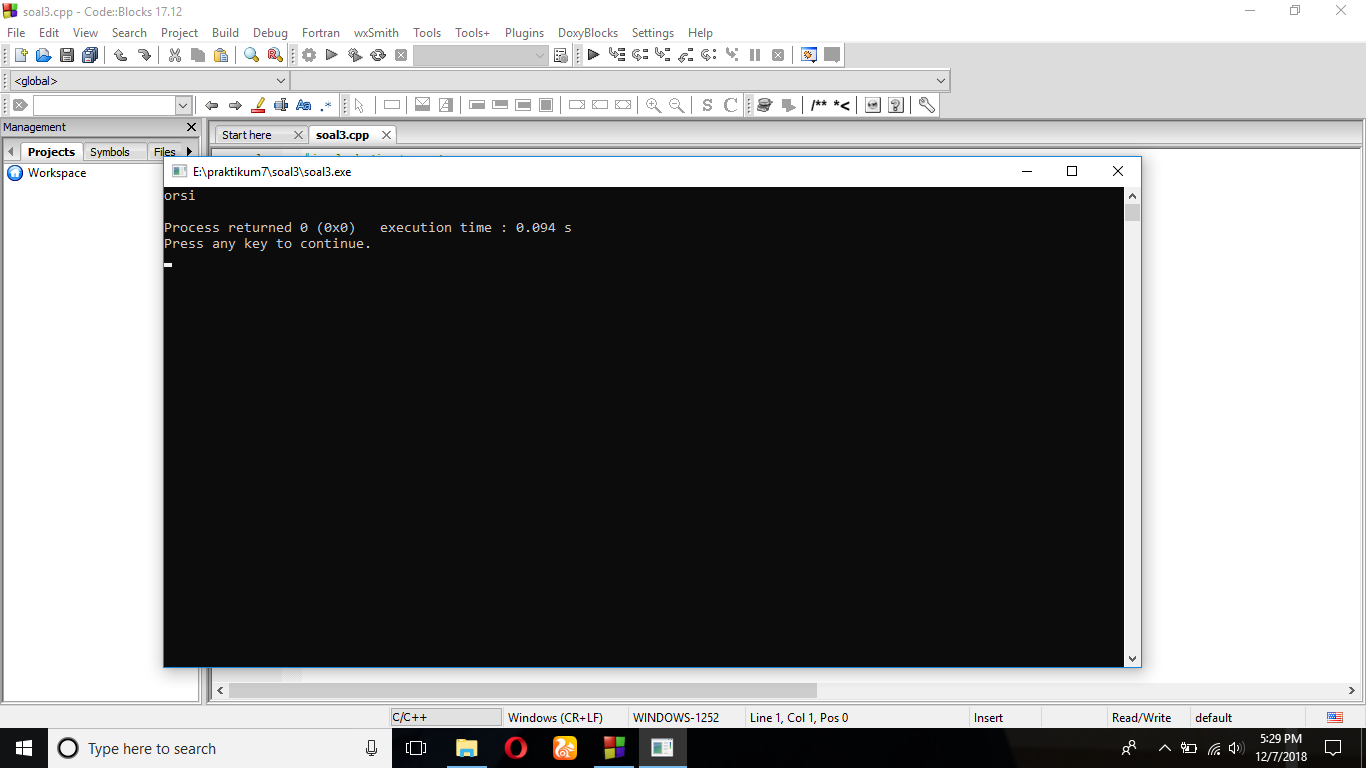 soal3.cpp - Code::Blocks 17.12
File Edit View Search Project Build Debug Fortran wxSmith Tools Tools+ Plugins DoxyBlocks Settings Help
<global>
Aa .* S C /** *<
Management
Start here soal3.cpp
Projects Symbols Files
Workspace
E:\praktikum7\soal3\soal3.exe
orsi
Process returned 0 (0x0)   execution time : 0.094 s
Press any key to continue.
C/C++ Windows (CR+LF) WINDOWS-1252 Line 1, Col 1, Pos 0 Insert Read/Write default
Type here to search
5:29 PM
12/7/2018